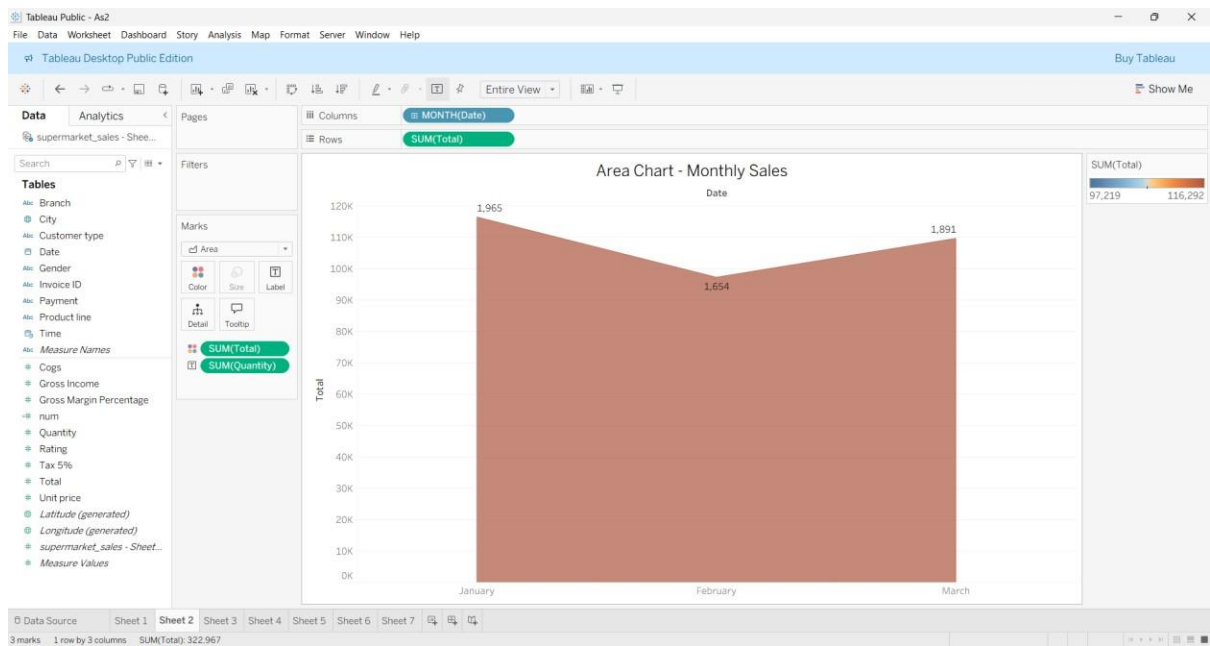 Tableau Public - As2
File Data Worksheet Dashboard Story Analysis Map Format Server Window Help
Tableau Desktop Public Edition
Buy Tableau
Entire View
Show Me
Data Analytics
supermarket_sales - Shee...
Search
Tables
Abc Branch
City
Abc Customer type
Date
Abc Gender
Abc Invoice ID
Abc Payment
Abc Product line
Time
Abc Measure Names
# Cogs
# Gross Income
# Gross Margin Percentage
=# num
# Quantity
# Rating
# Tax 5%
# Total
# Unit price
Latitude (generated)
Longitude (generated)
# supermarket_sales - Sheet...
# Measure Values
Pages
Filters
Marks
Area
Color Size Label
Detail Tooltip
SUM(Total)
SUM(Quantity)
Columns MONTH(Date)
Rows SUM(Total)
Area Chart - Monthly Sales
Date
Total
120K
110K
100K
90K
80K
70K
60K
50K
40K
30K
20K
10K
0K
1,965
1,654
1,891
January February March
SUM(Total)
97,219 116,292
Data Source Sheet 1 Sheet 2 Sheet 3 Sheet 4 Sheet 5 Sheet 6 Sheet 7
3 marks 1 row by 3 columns SUM(Total): 322,967